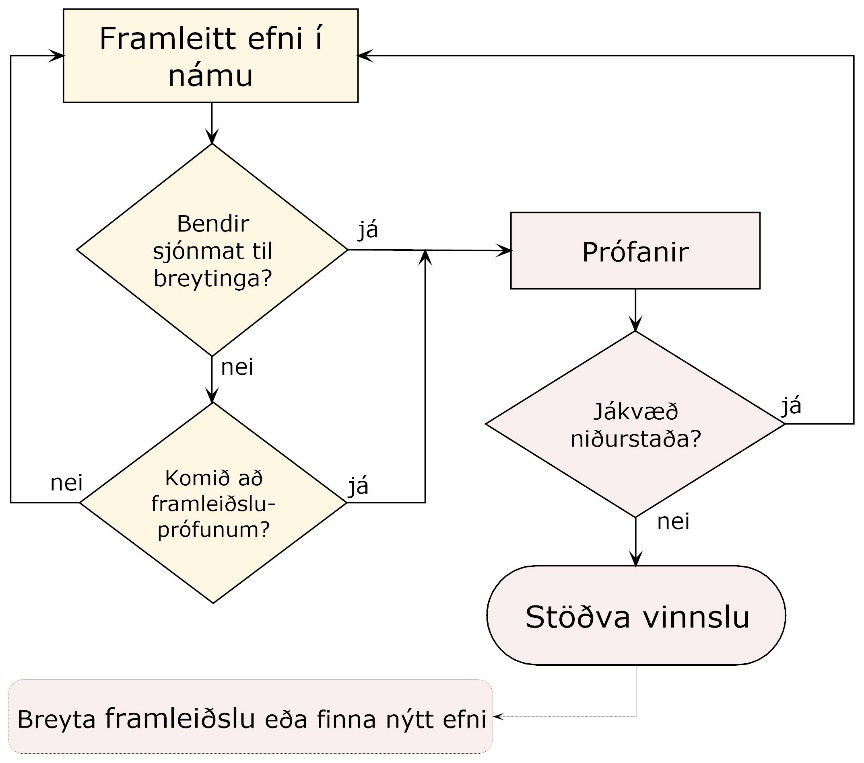 Framleitt efni í
námu
Bendir
sjónmat til
breytinga?
já
nei
Komið að
framleiðslu-
prófunum?
nei
já
Prófanir
Jákvæð
niðurstaða?
já
nei
Stöðva vinnslu
Breyta framleiðslu eða finna nýtt efni